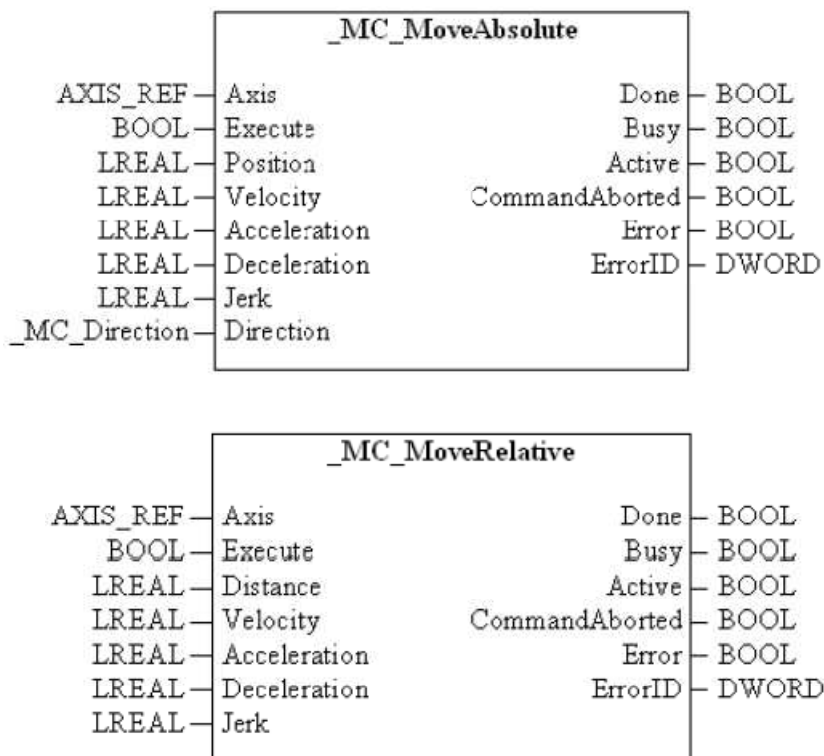 _MC_MoveAbsolute
AXIS_REF Axis Done BOOL
BOOL Execute Busy BOOL
LREAL Position Active BOOL
LREAL Velocity CommandAborted BOOL
LREAL Acceleration Error BOOL
LREAL Deceleration ErrorID DWORD
LREAL Jerk
_MC_Direction Direction
_MC_MoveRelative
AXIS_REF Axis Done BOOL
BOOL Execute Busy BOOL
LREAL Distance Active BOOL
LREAL Velocity CommandAborted BOOL
LREAL Acceleration Error BOOL
LREAL Deceleration ErrorID DWORD
LREAL Jerk